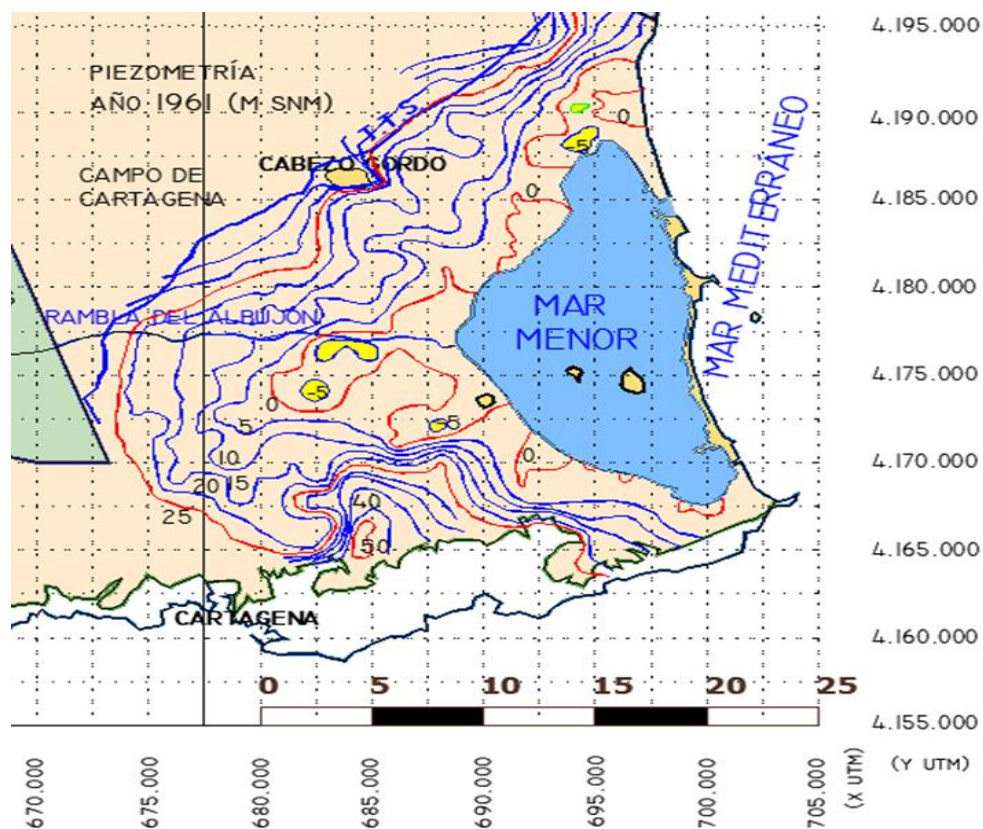 PIEZOMETRÍA
AÑO 1961 (M SNM)
T.T.S.
CABEZO GORDO
CAMPO DE
CARTAGENA
RAMBLA DEL ALBUJÓN
MAR
MENOR
MAR MEDITERRÁNEO
0
-5
0
-5
0
5
-5
10
0
20
15
25
40
50
CARTAGENA
4.195.000
4.190.000
4.185.000
4.180.000
4.175.000
4.170.000
4.165.000
4.160.000
4.155.000
0 5 10 15 20 25
670.000
675.000
680.000
685.000
690.000
695.000
700.000
705.000
(X UTM)
(Y UTM)